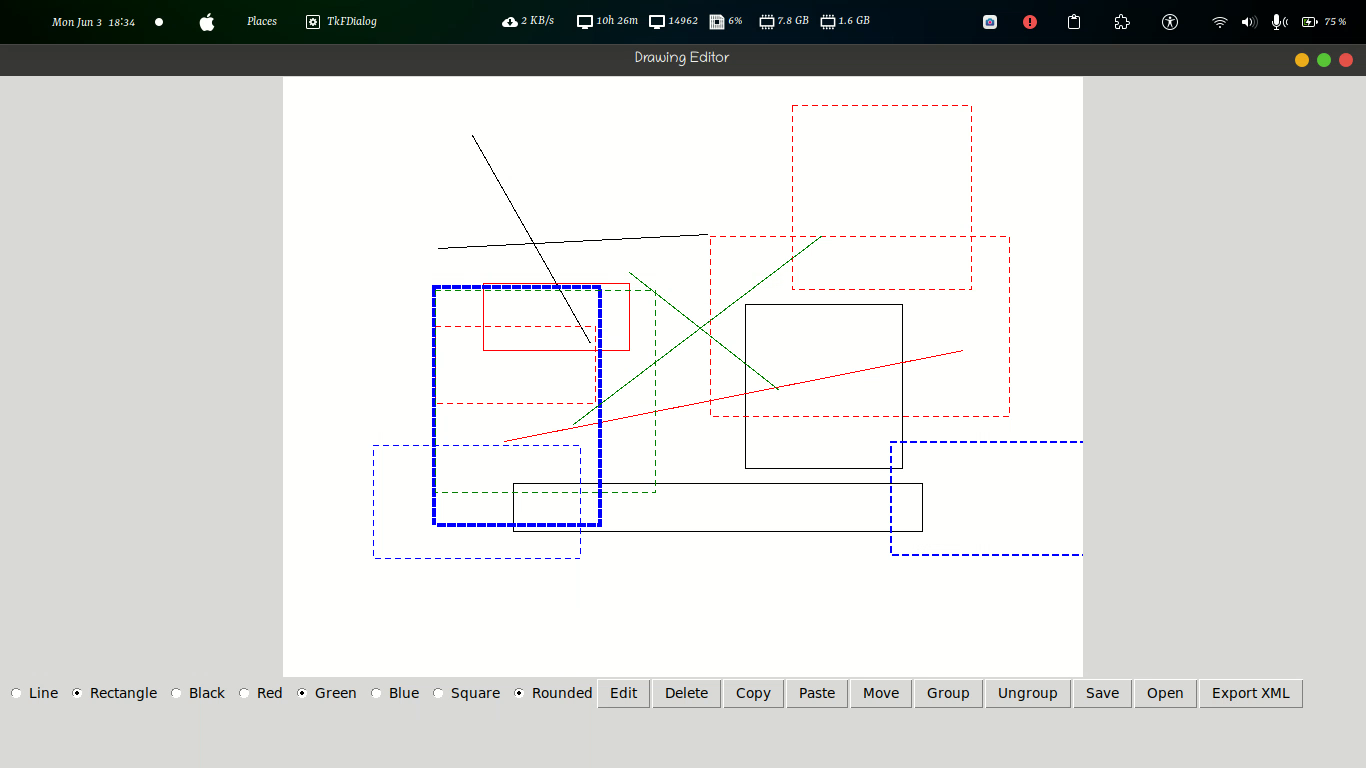 Mon Jun 3 18:34 Places TkFDialog 2 KB/s 10h 26m 14962 6% 7.8 GB 1.6 GB 75 %
Drawing Editor
Line Rectangle Black Red Green Blue Square Rounded Edit Delete Copy Paste Move Group Ungroup Save Open Export XML